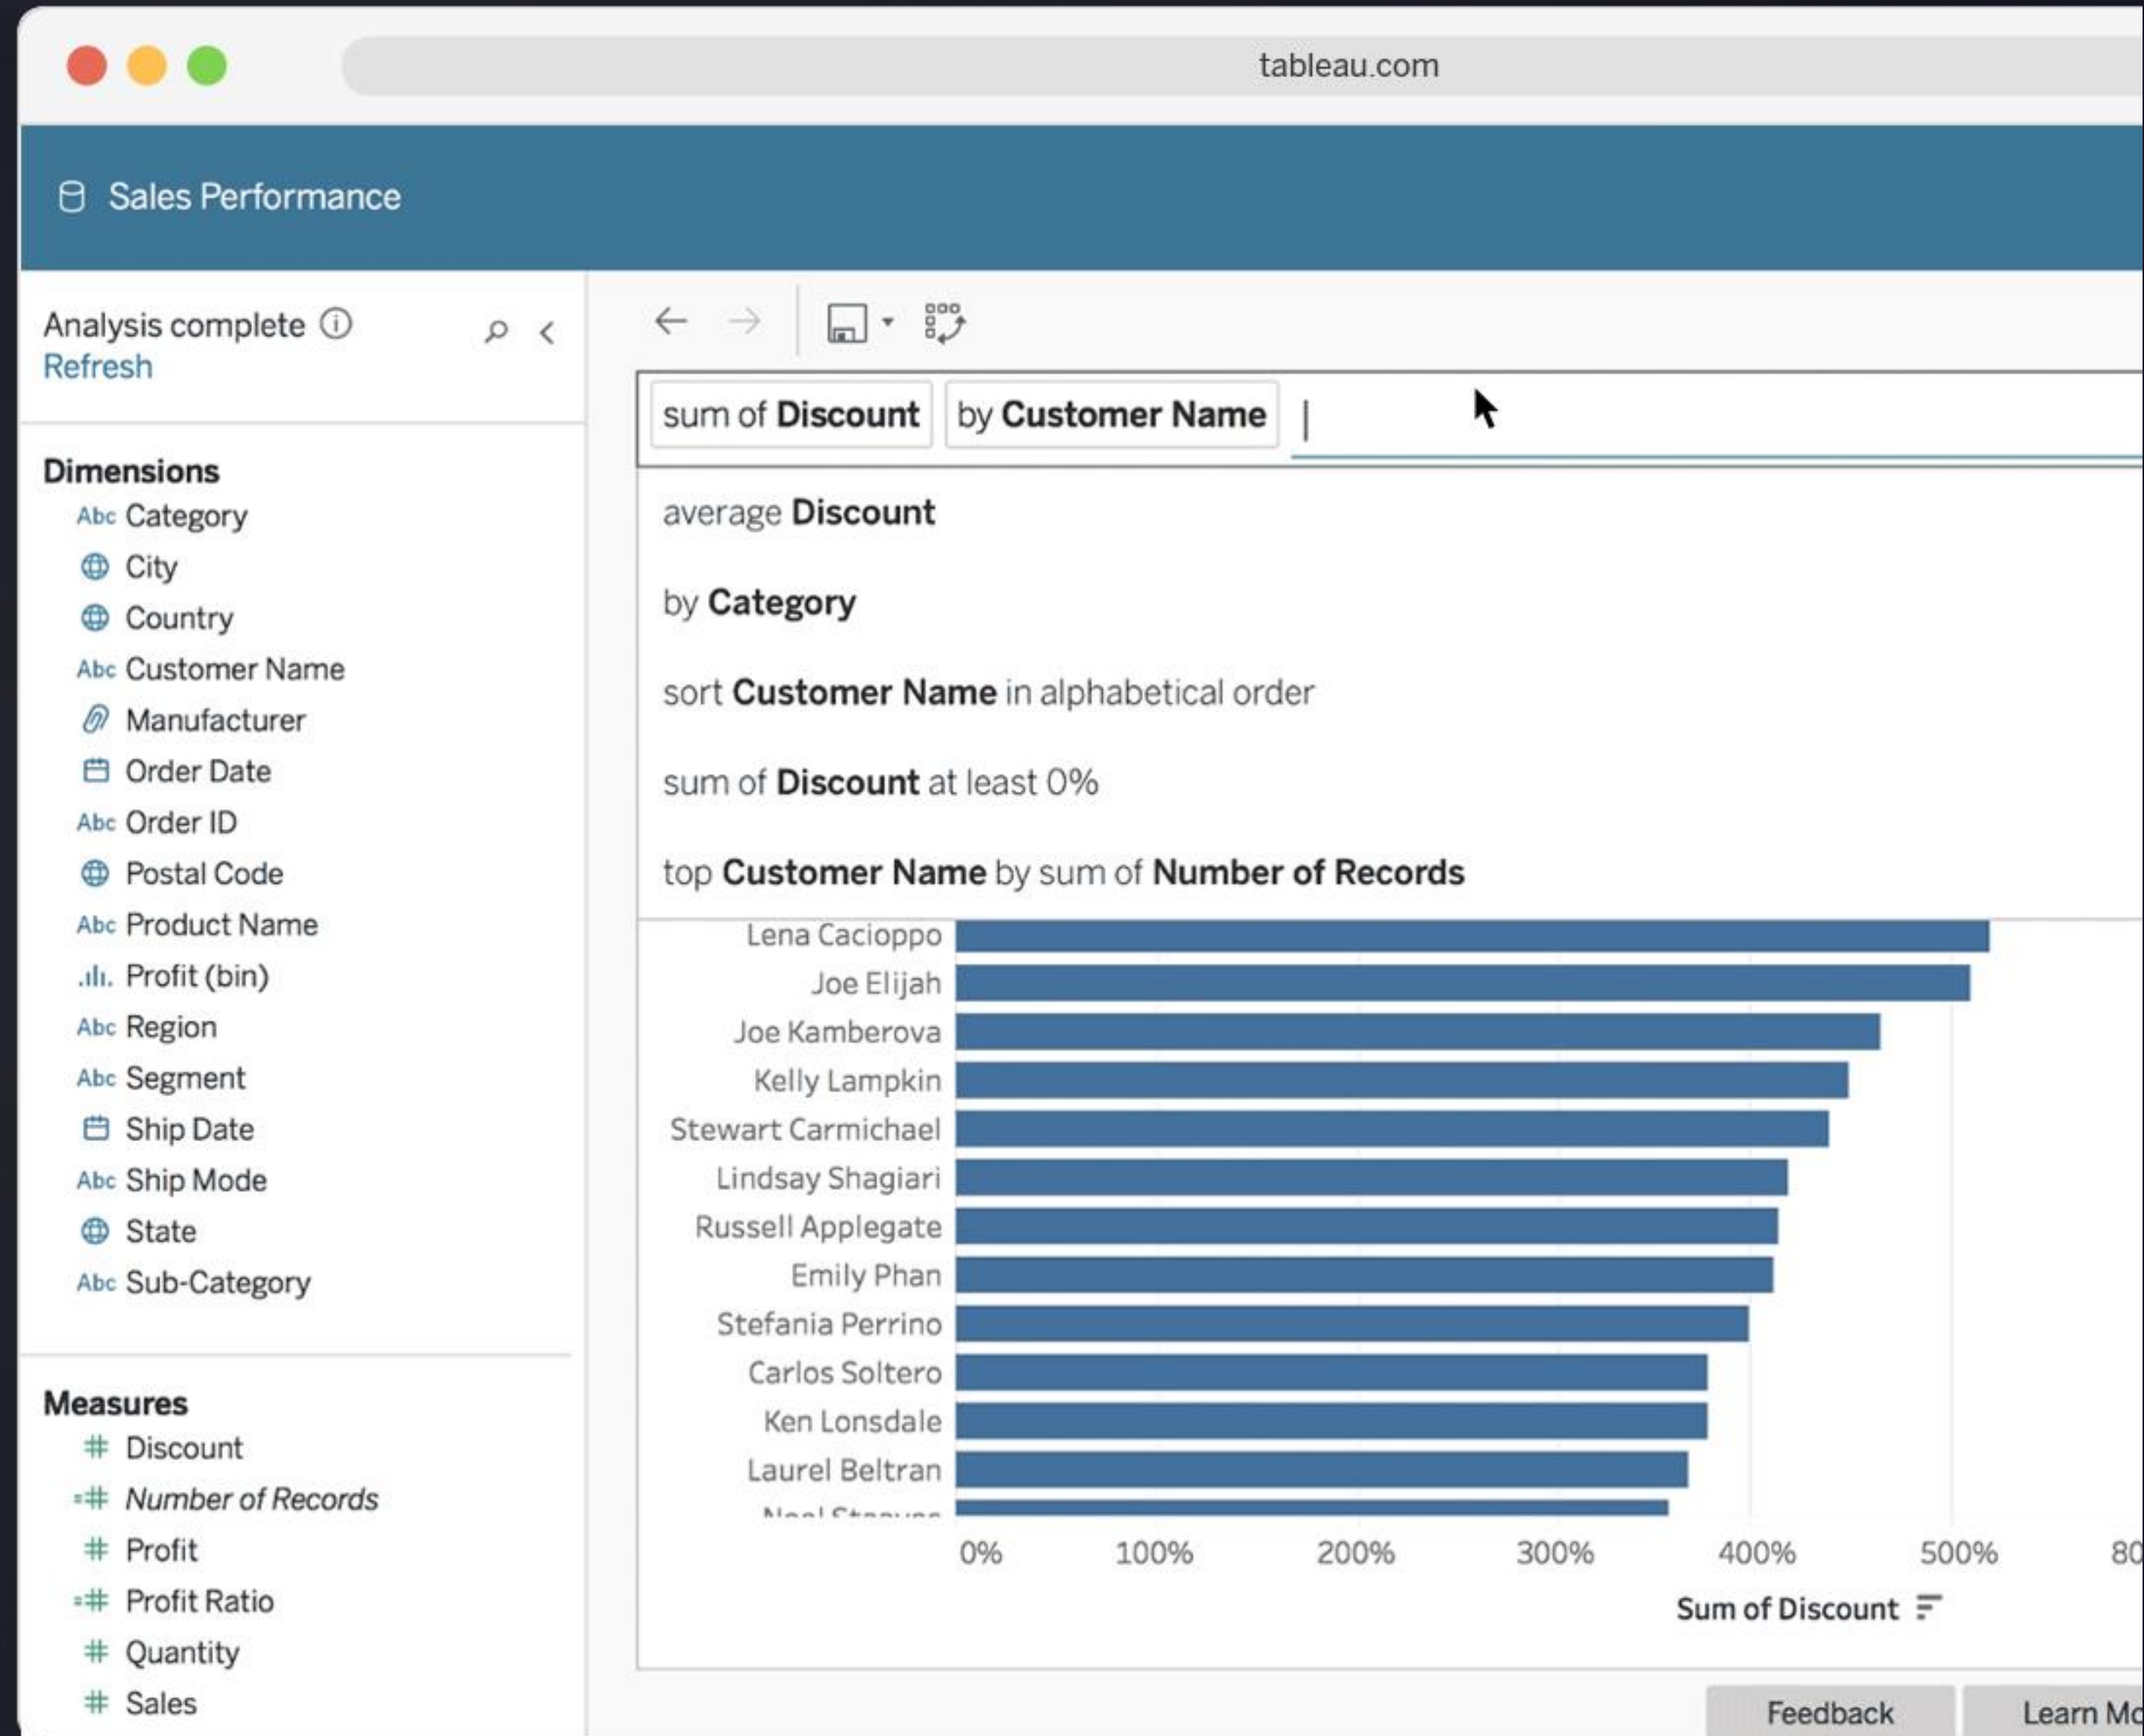 tableau.com
Sales Performance
Analysis complete
Refresh
Dimensions
Abc Category
City
Country
Abc Customer Name
Manufacturer
Order Date
Abc Order ID
Postal Code
Abc Product Name
Profit (bin)
Abc Region
Abc Segment
Ship Date
Abc Ship Mode
State
Abc Sub-Category
Measures
# Discount
=# Number of Records
# Profit
=# Profit Ratio
# Quantity
# Sales
sum of Discount by Customer Name
average Discount
by Category
sort Customer Name in alphabetical order
sum of Discount at least 0%
top Customer Name by sum of Number of Records
Lena Cacioppo
Joe Elijah
Joe Kamberova
Kelly Lampkin
Stewart Carmichael
Lindsay Shagiari
Russell Applegate
Emily Phan
Stefania Perrino
Carlos Soltero
Ken Lonsdale
Laurel Beltran
0% 100% 200% 300% 400% 500% 80
Sum of Discount
Feedback Learn Mo